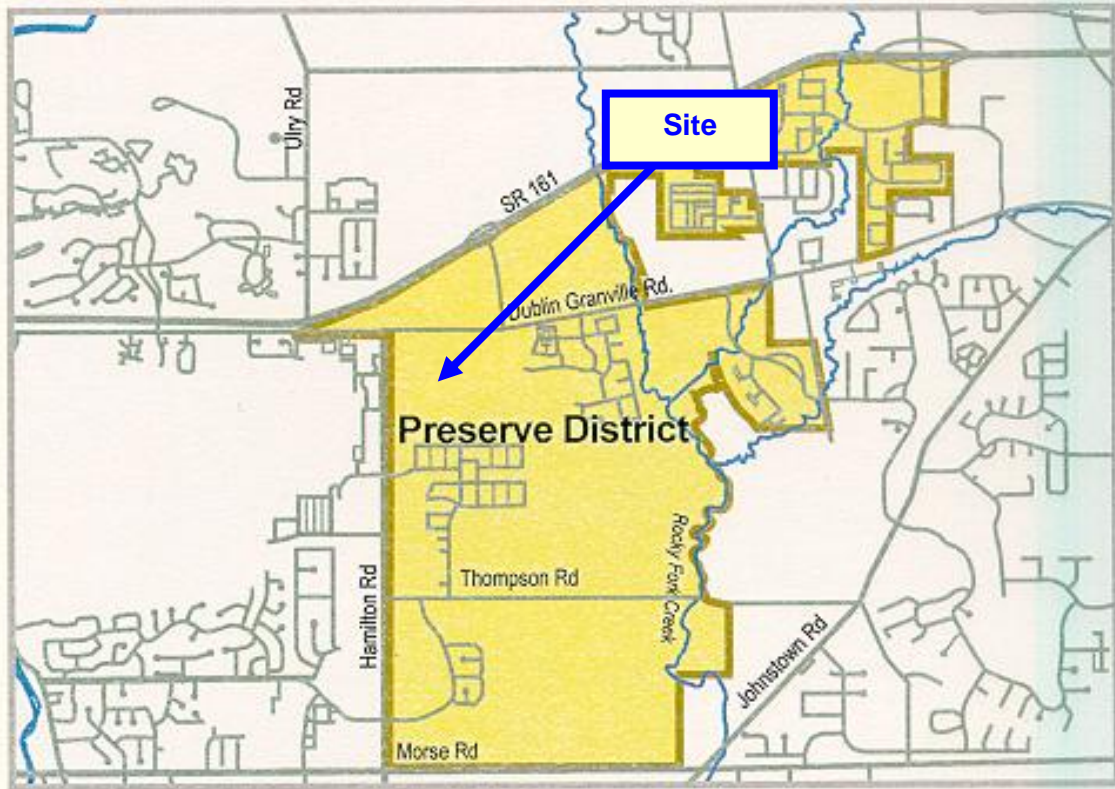 Ulry Rd
Site
SR 161
Dublin Granville Rd.
Preserve District
Rocky Fork Creek
Thompson Rd
Hamilton Rd
Johnstown Rd
Morse Rd